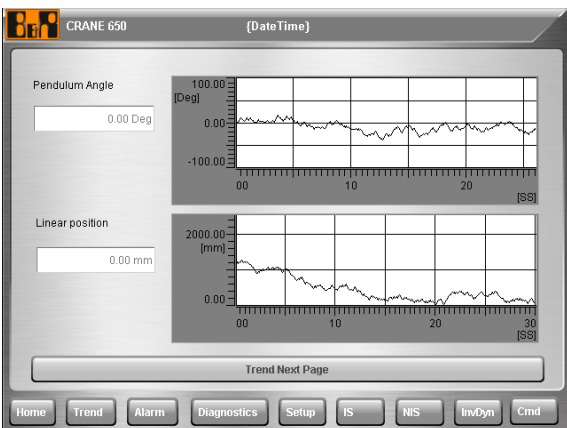 B&R CRANE 650 {DateTime}
Pendulum Angle
0.00 Deg
100.00
[Deg]
0.00
-100.00
00 10 20
[SS]
Linear position
0.00 mm
2000.00
[mm]
0.00
00 10 20 30
[SS]
Trend Next Page
Home Trend Alarm Diagnostics Setup IS NIS InvDyn Cmd